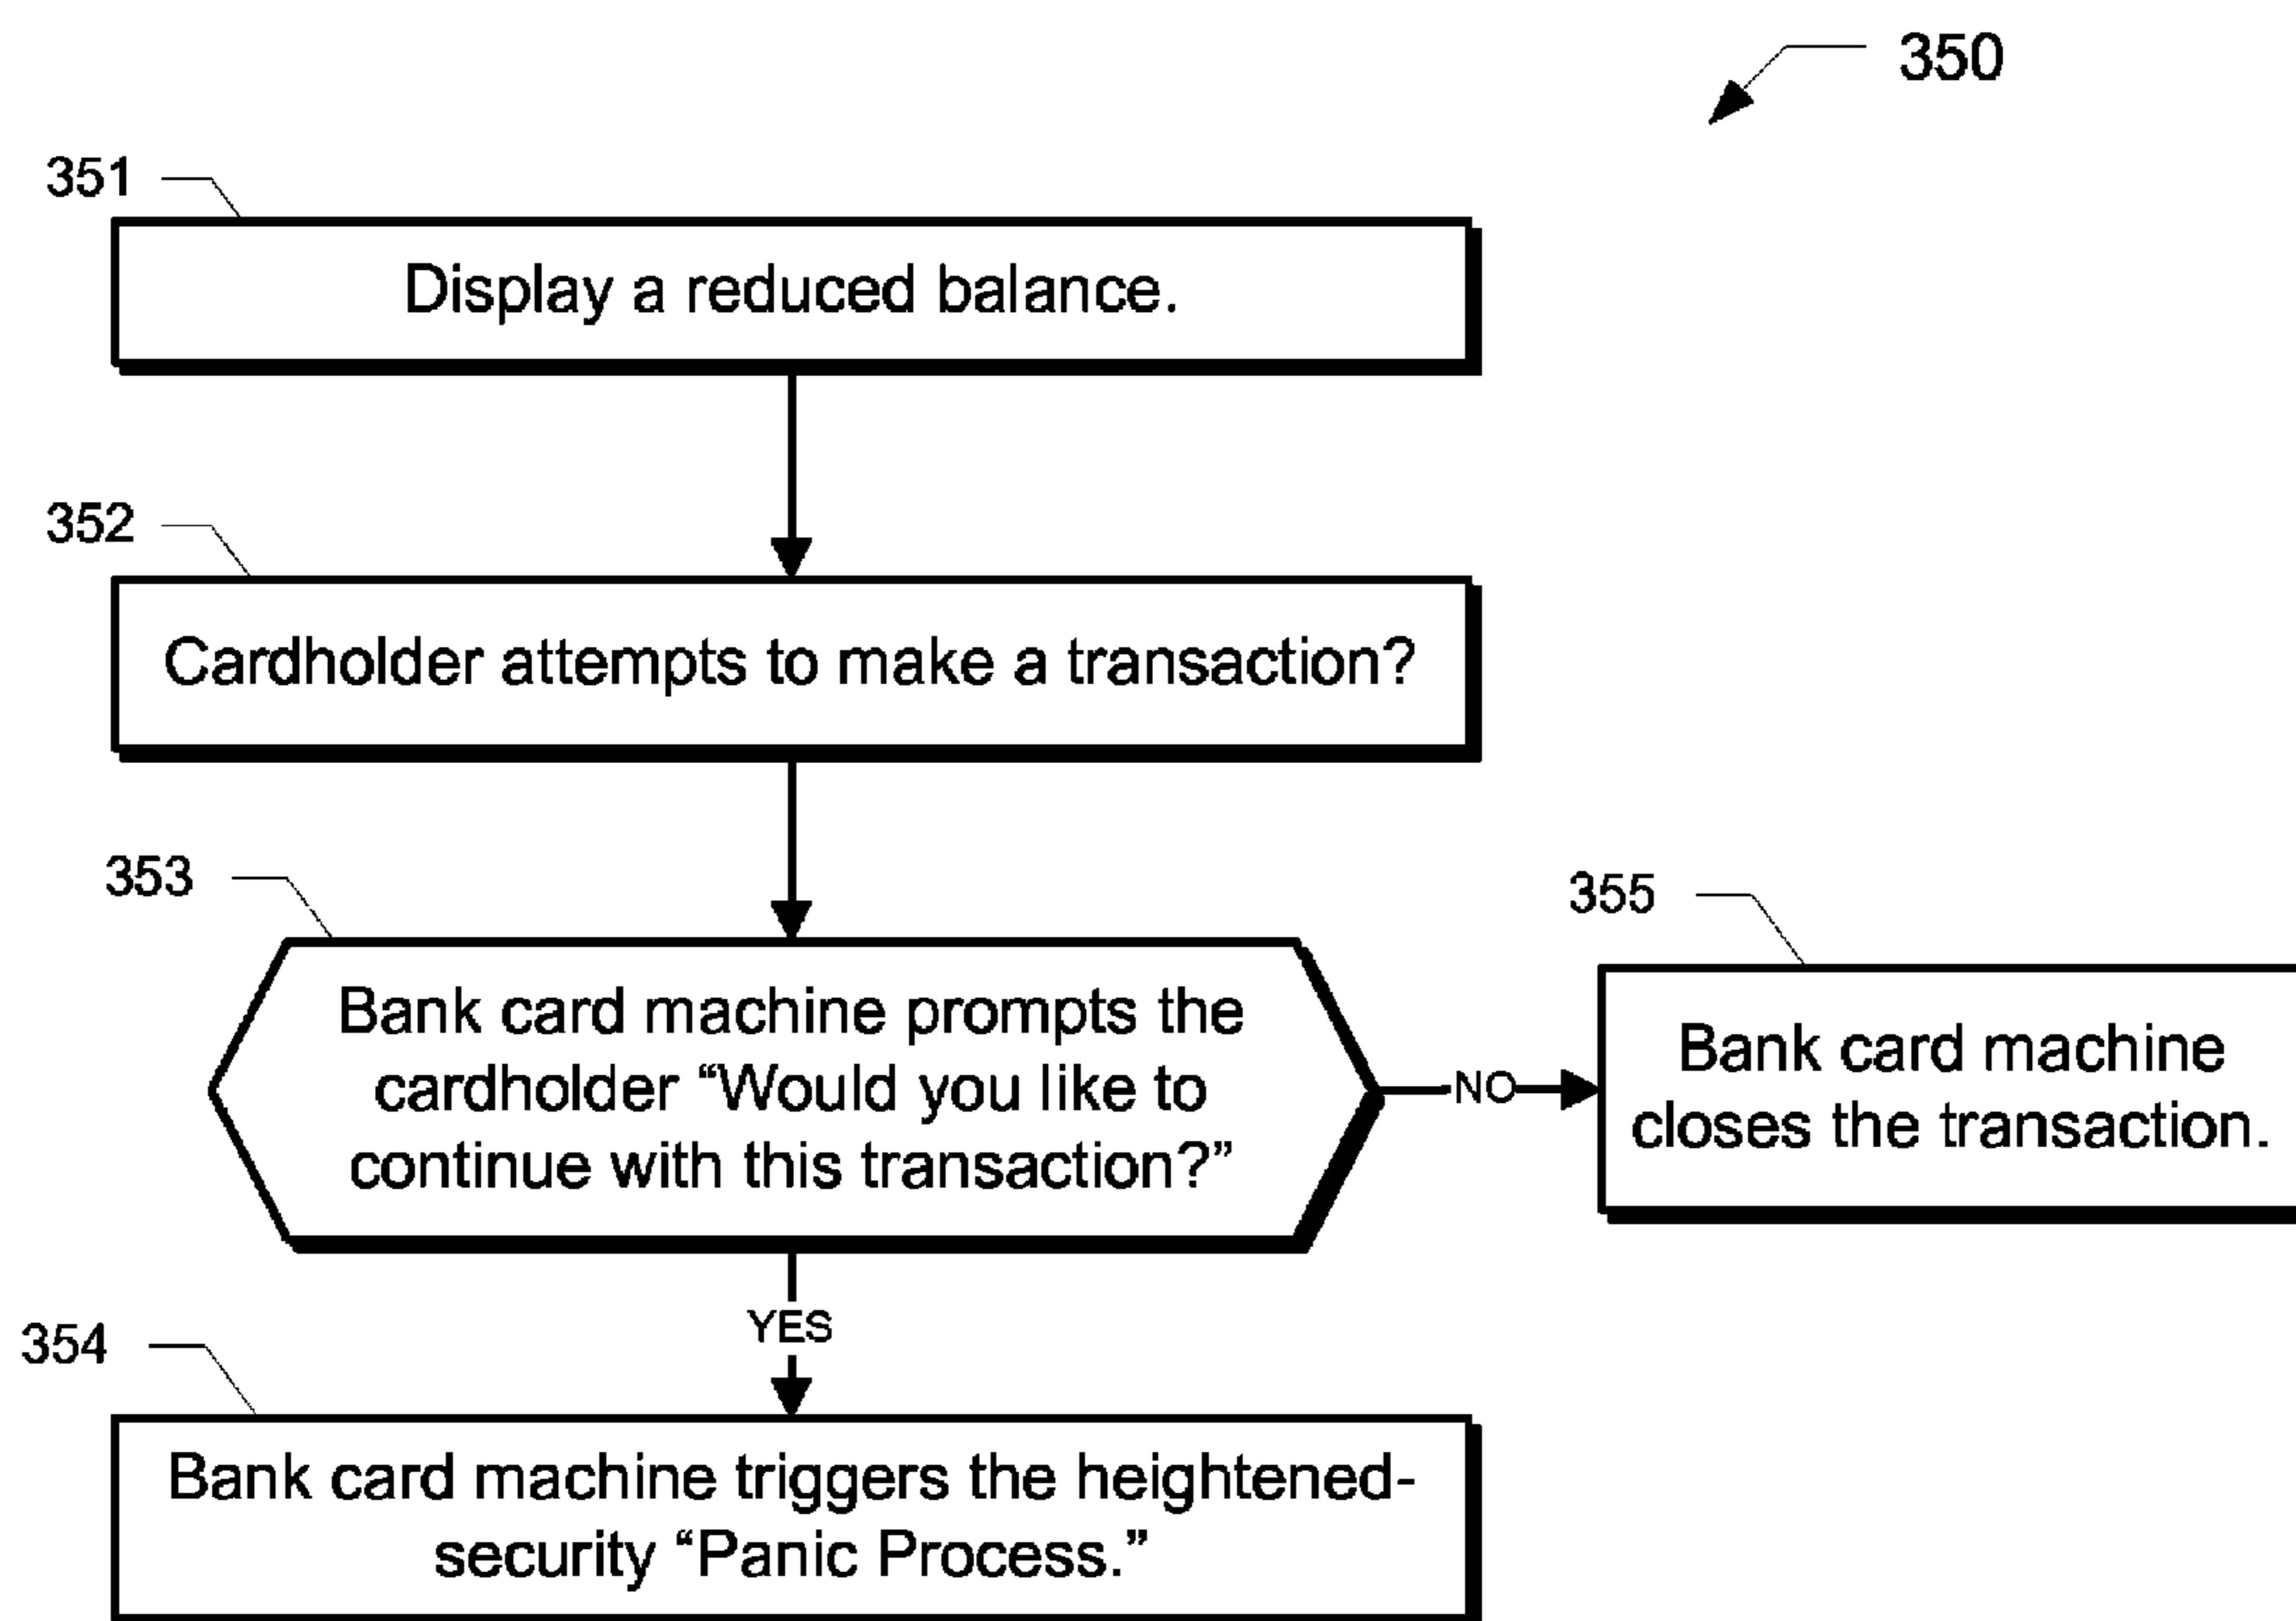 350
351
Display a reduced balance.
352
Cardholder attempts to make a transaction?
353
Bank card machine prompts the
cardholder “Would you like to
continue with this transaction?”
NO
355
Bank card machine
closes the transaction.
YES
354
Bank card machine triggers the heightened-
security “Panic Process.”